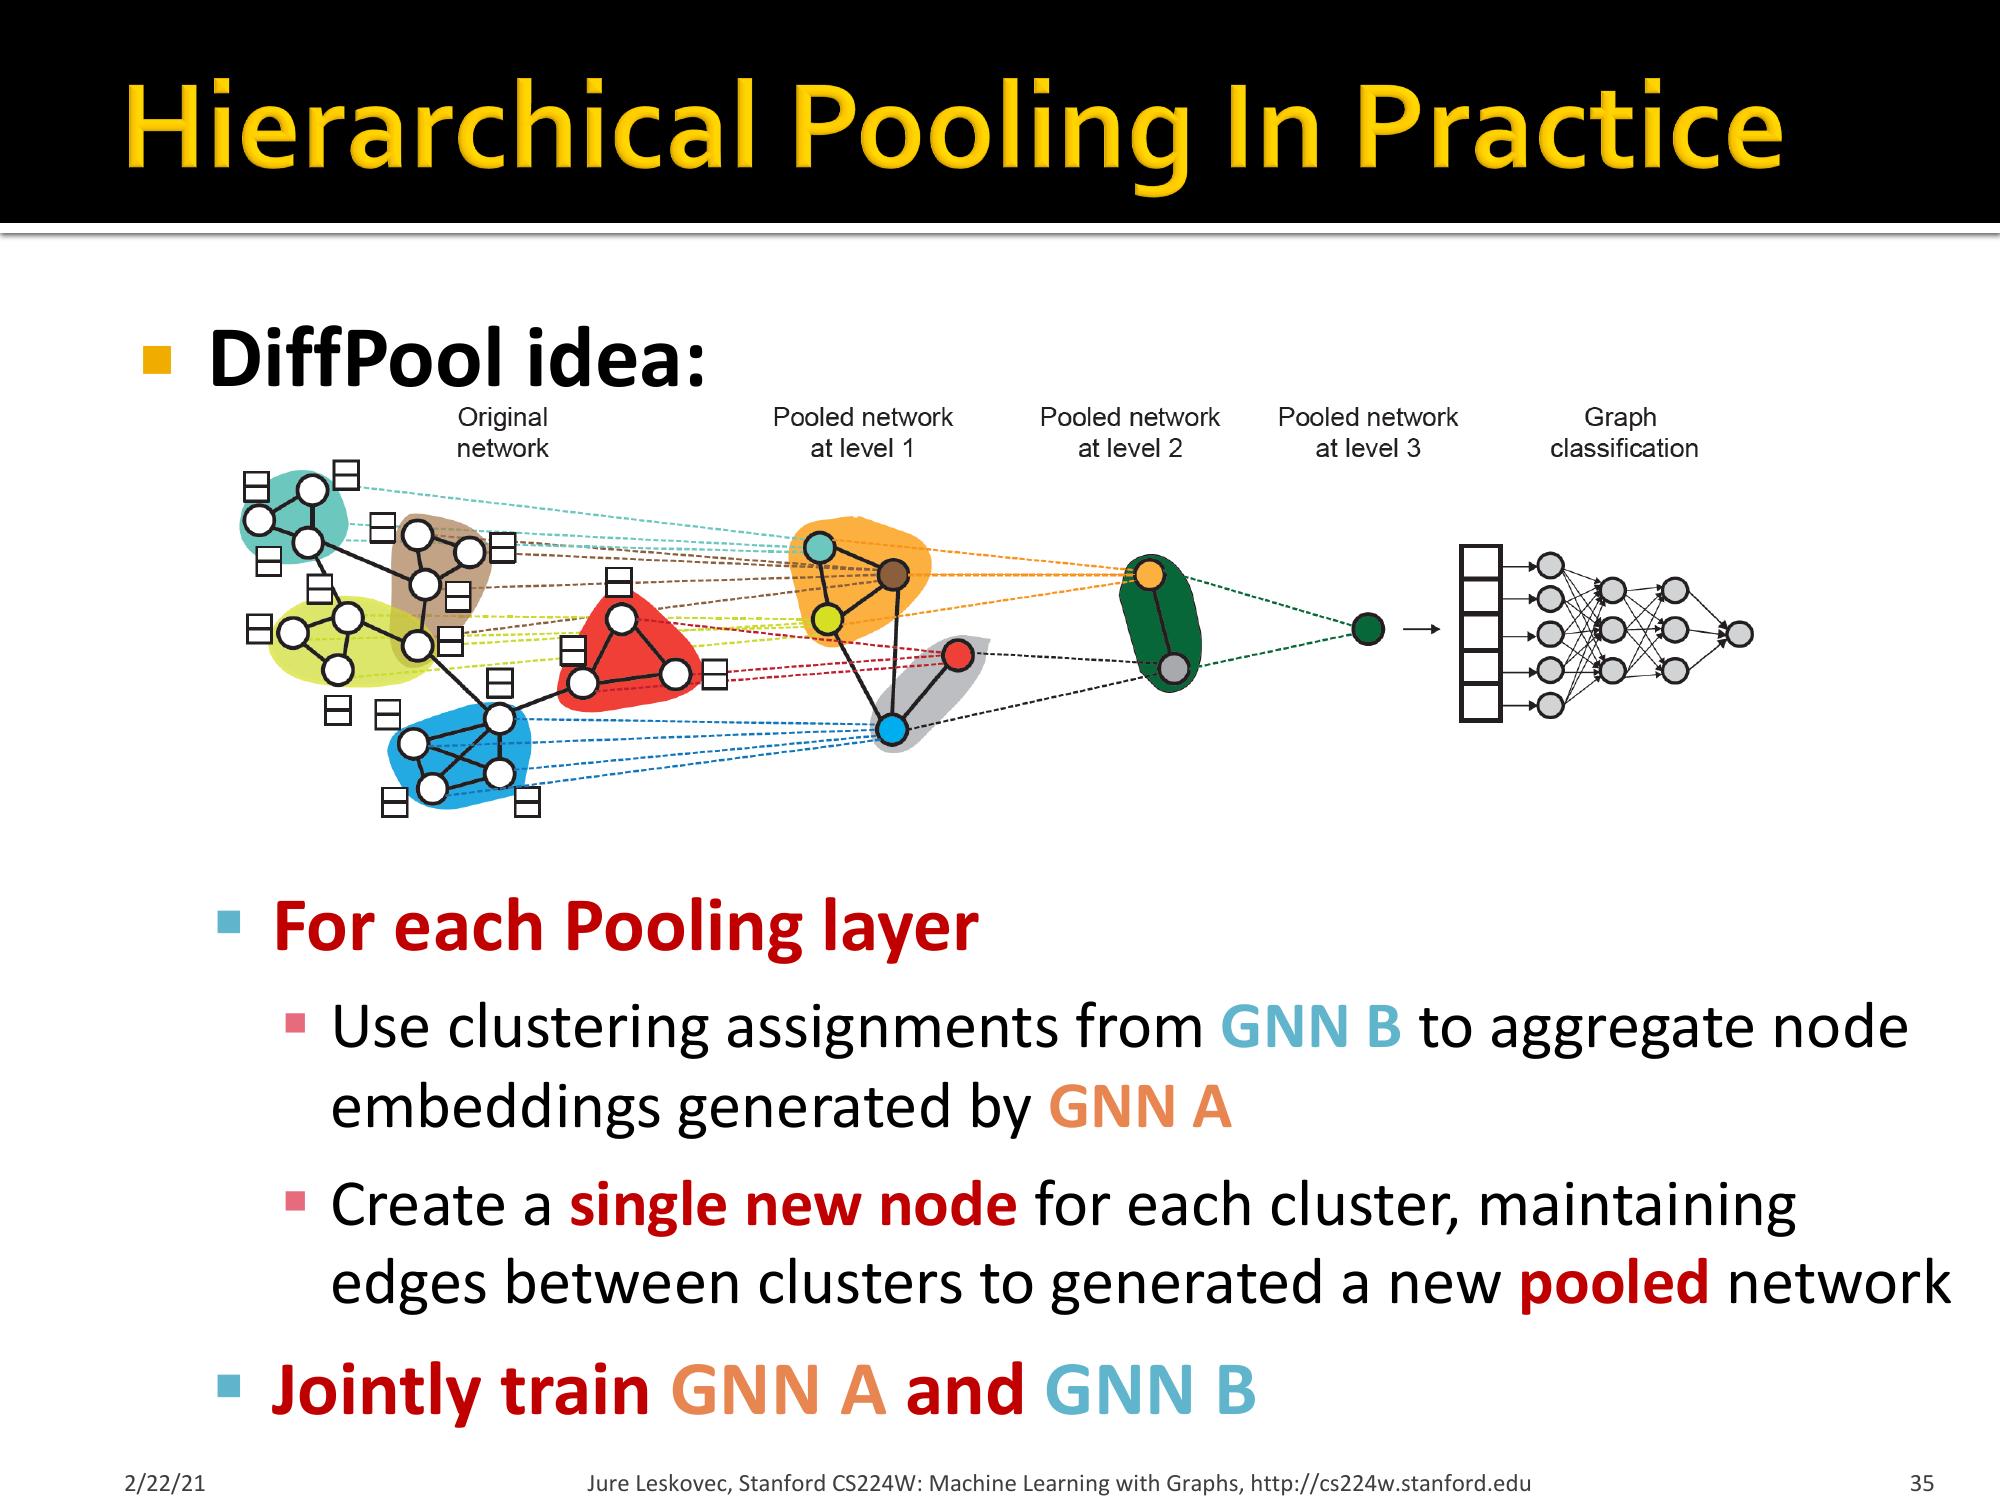 Hierarchical Pooling In Practice
DiffPool idea:
Original
network
Pooled network
at level 1
Pooled network
at level 2
Pooled network
at level 3
Graph
classification
For each Pooling layer
Use clustering assignments from GNN B to aggregate node
embeddings generated by GNN A
Create a single new node for each cluster, maintaining
edges between clusters to generated a new pooled network
Jointly train GNN A and GNN B
2/22/21
Jure Leskovec, Stanford CS224W: Machine Learning with Graphs, http://cs224w.stanford.edu
35